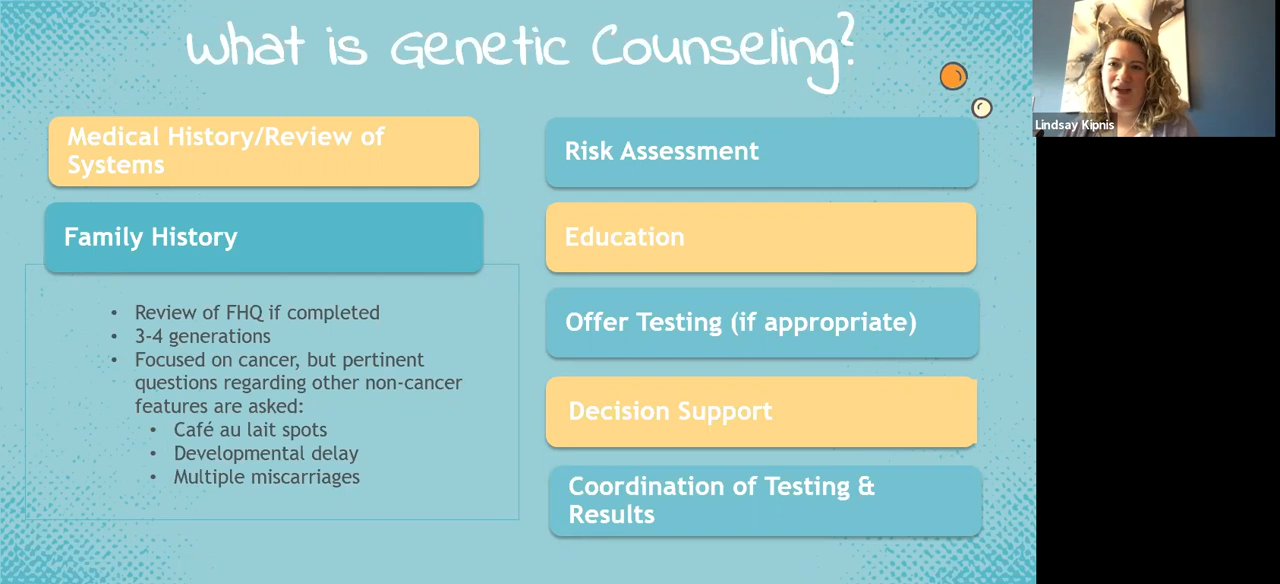 What is Genetic Counseling?
Lindsay Kipnis
Medical History/Review of
Systems
Family History
• Review of FHQ if completed
• 3-4 generations
• Focused on cancer, but pertinent
questions regarding other non-cancer
features are asked:
• Café au lait spots
• Developmental delay
• Multiple miscarriages
Risk Assessment
Education
Offer Testing (if appropriate)
Decision Support
Coordination of Testing &
Results